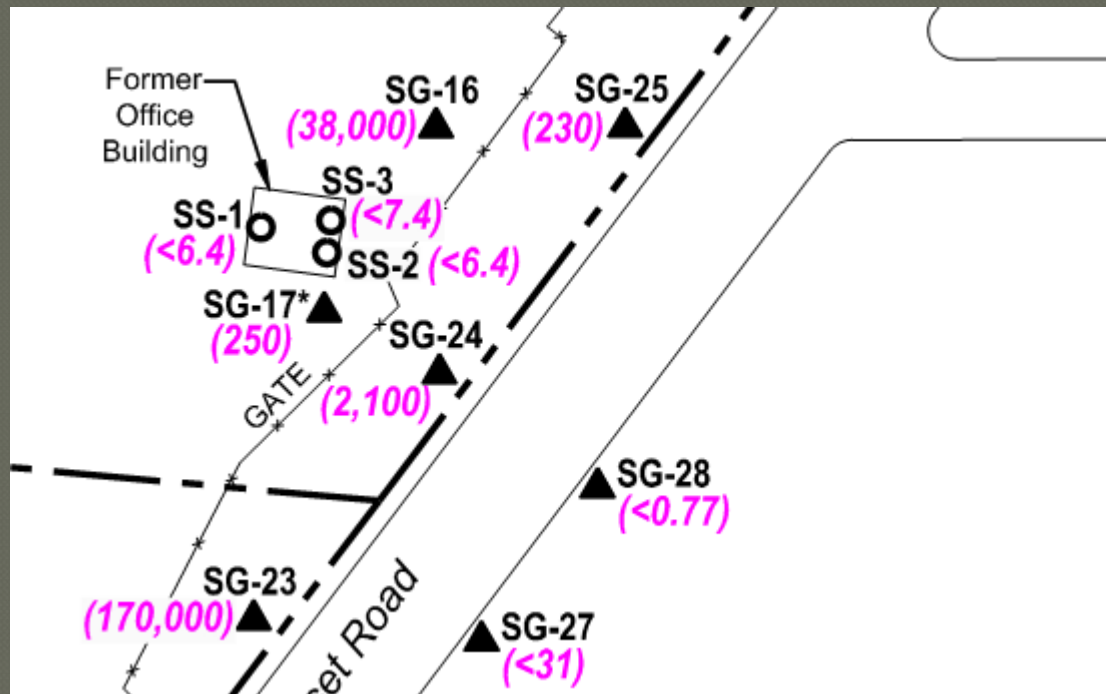 Former
Office
Building
SG-16
(38,000)
SG-25
(230)
SS-3
(<7.4)
SS-1
(<6.4)
SS-2 (<6.4)
SG-17*
(250)
SG-24
(2,100)
GATE
SG-28
(<0.77)
SG-23
(170,000)
SG-27
(<31)
set Road